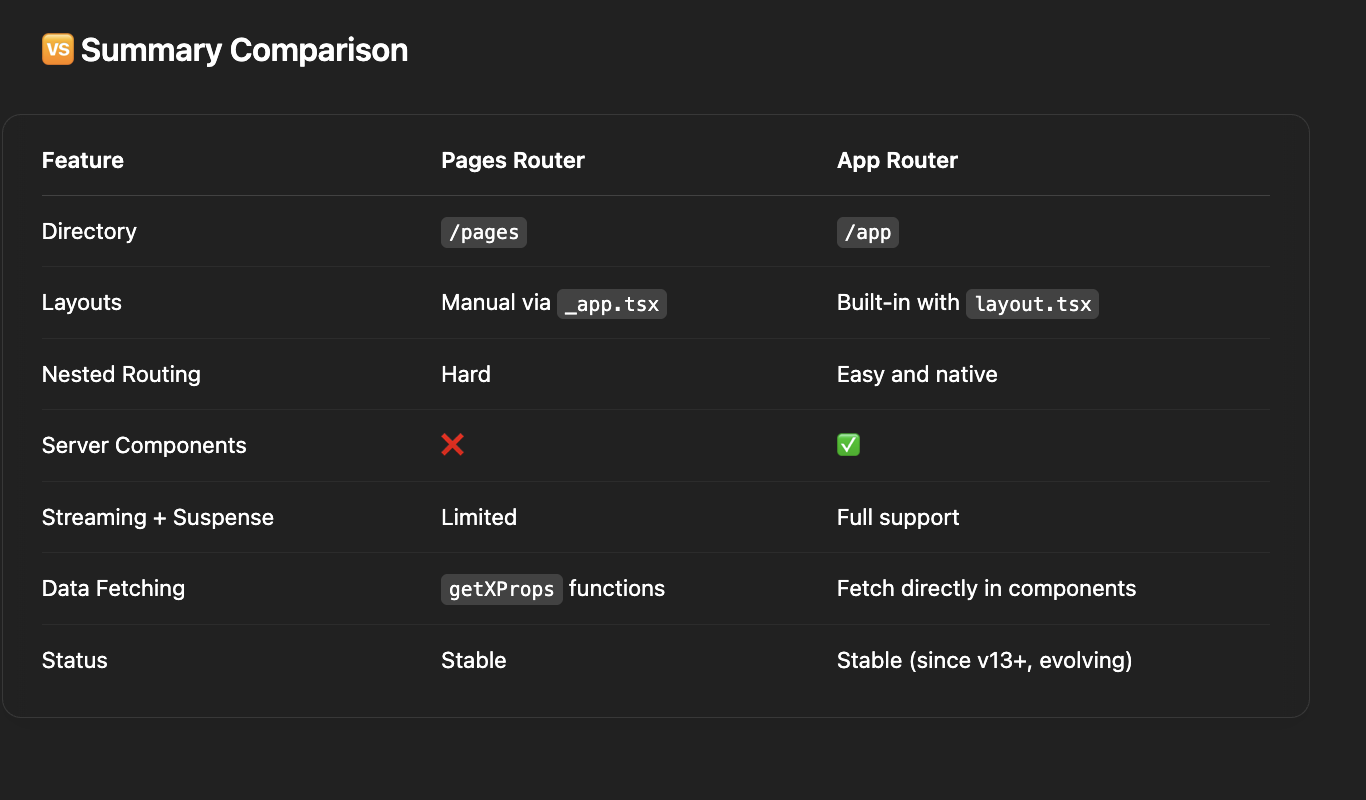 🆚 Summary Comparison
Feature Pages Router App Router
Directory /pages /app
Layouts Manual via _app.tsx Built-in with layout.tsx
Nested Routing Hard Easy and native
Server Components ❌ ✅
Streaming + Suspense Limited Full support
Data Fetching getXProps functions Fetch directly in components
Status Stable Stable (since v13+, evolving)